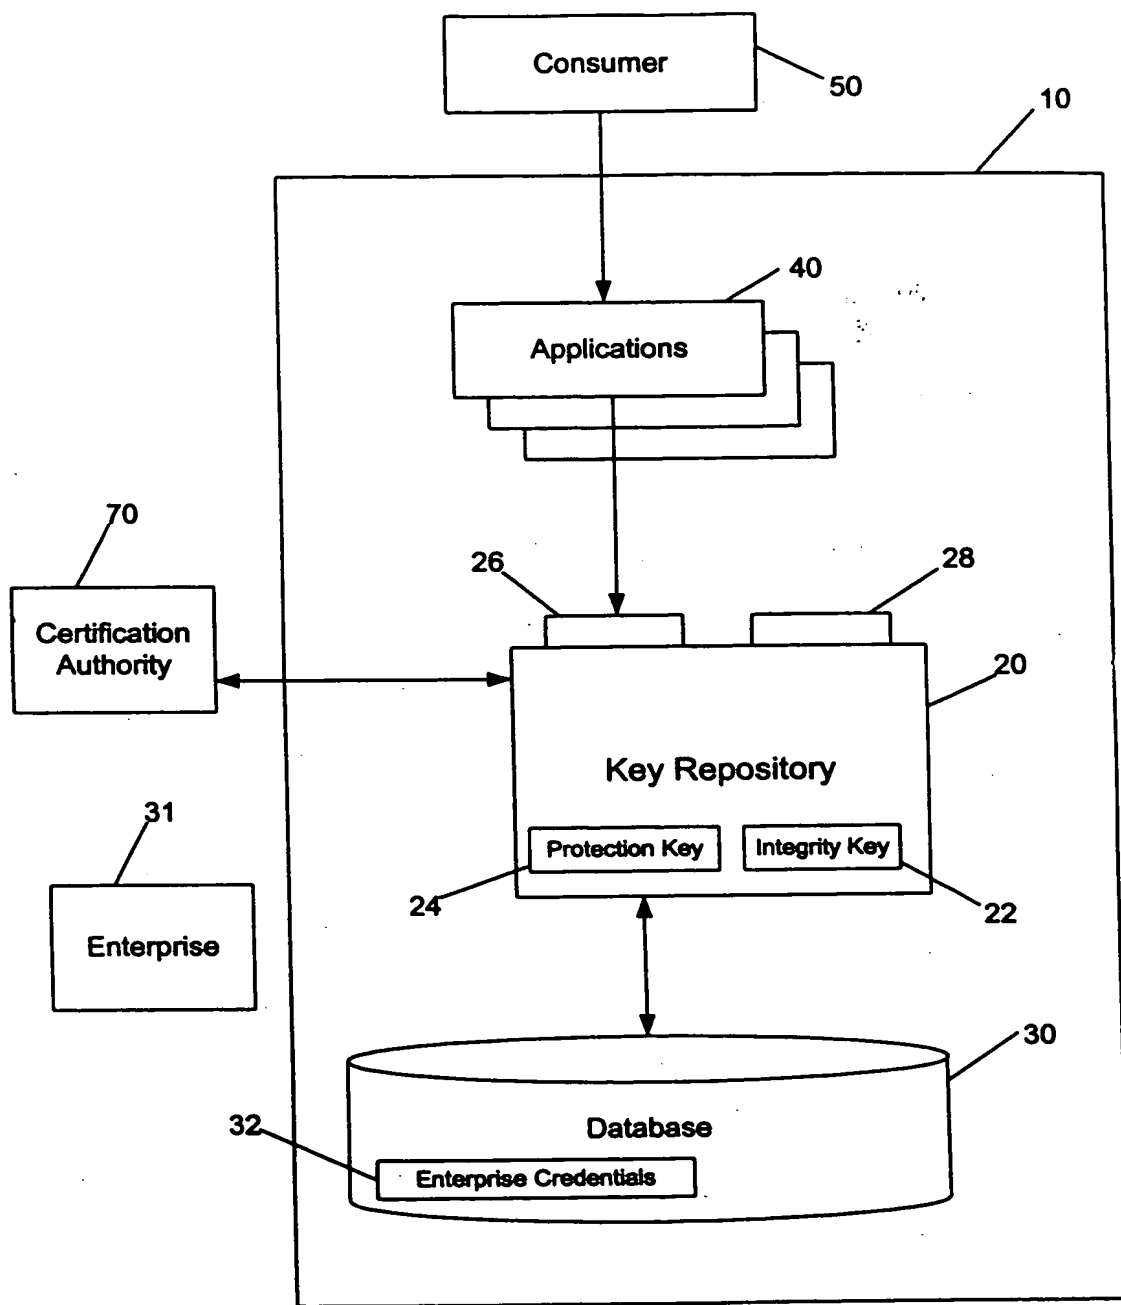 Consumer
50
10
40
Applications
70
26
28
Certification
Authority
20
Key Repository
31
Protection Key
Integrity Key
24
22
Enterprise
30
32
Database
Enterprise Credentials